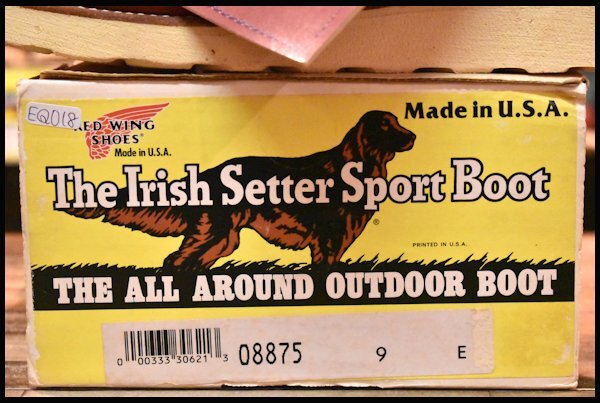 EQ018
RED WING
SHOES
Made in U.S.A.
Made in U.S.A.
The Irish Setter Sport Boot
®
PRINTED IN U.S.A.
THE ALL AROUND OUTDOOR BOOT
0 00333 30621 3 08875 9 E